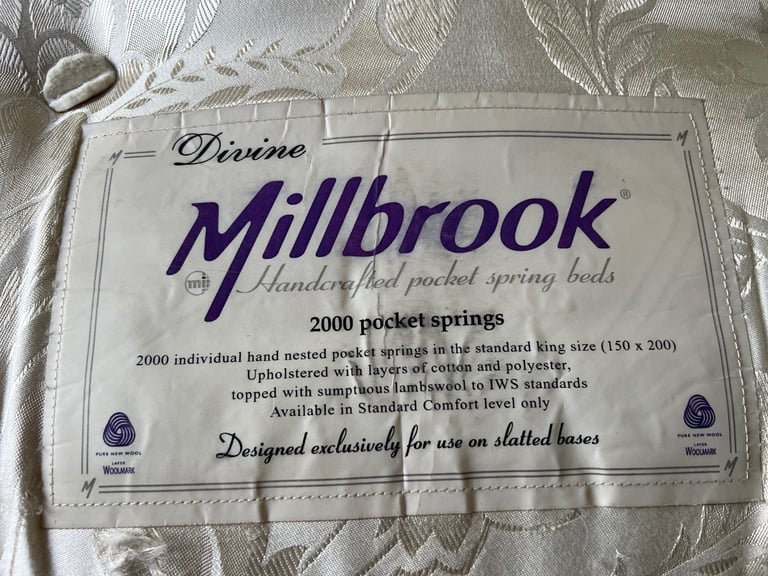 Divine
Millbrook®
Handcrafted pocket spring beds
2000 pocket springs
2000 individual hand nested pocket springs in the standard king size (150 x 200)
Upholstered with layers of cotton and polyester,
topped with sumptuous lambswool to IWS standards
Available in Standard Comfort level only
Designed exclusively for use on slatted bases
PURE NEW WOOL
LAYER
WOOLMARK
PURE NEW WOOL
LAYER
WOOLMARK